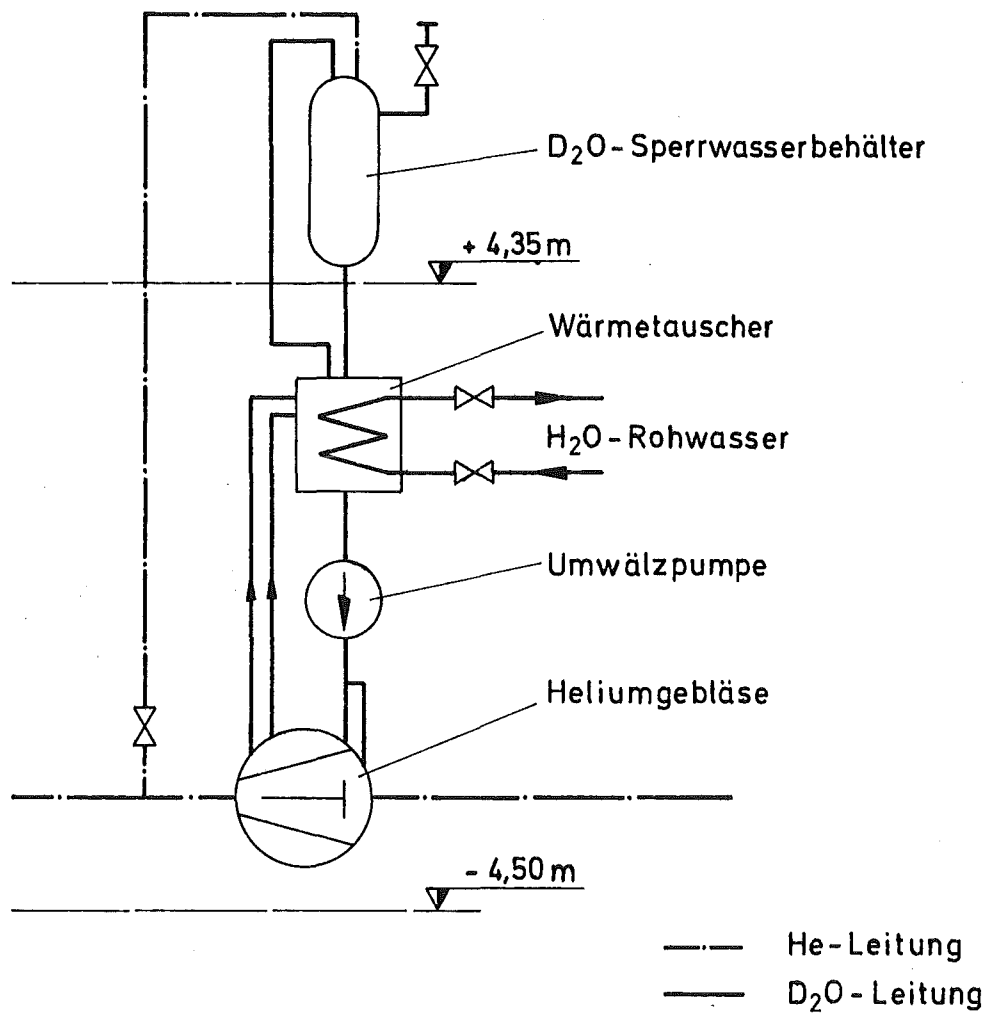 D₂O-Sperrwasserbehälter
+ 4,35 m
Wärmetauscher
H₂O-Rohwasser
Umwälzpumpe
Heliumgebläse
- 4,50 m
He-Leitung
D₂O-Leitung